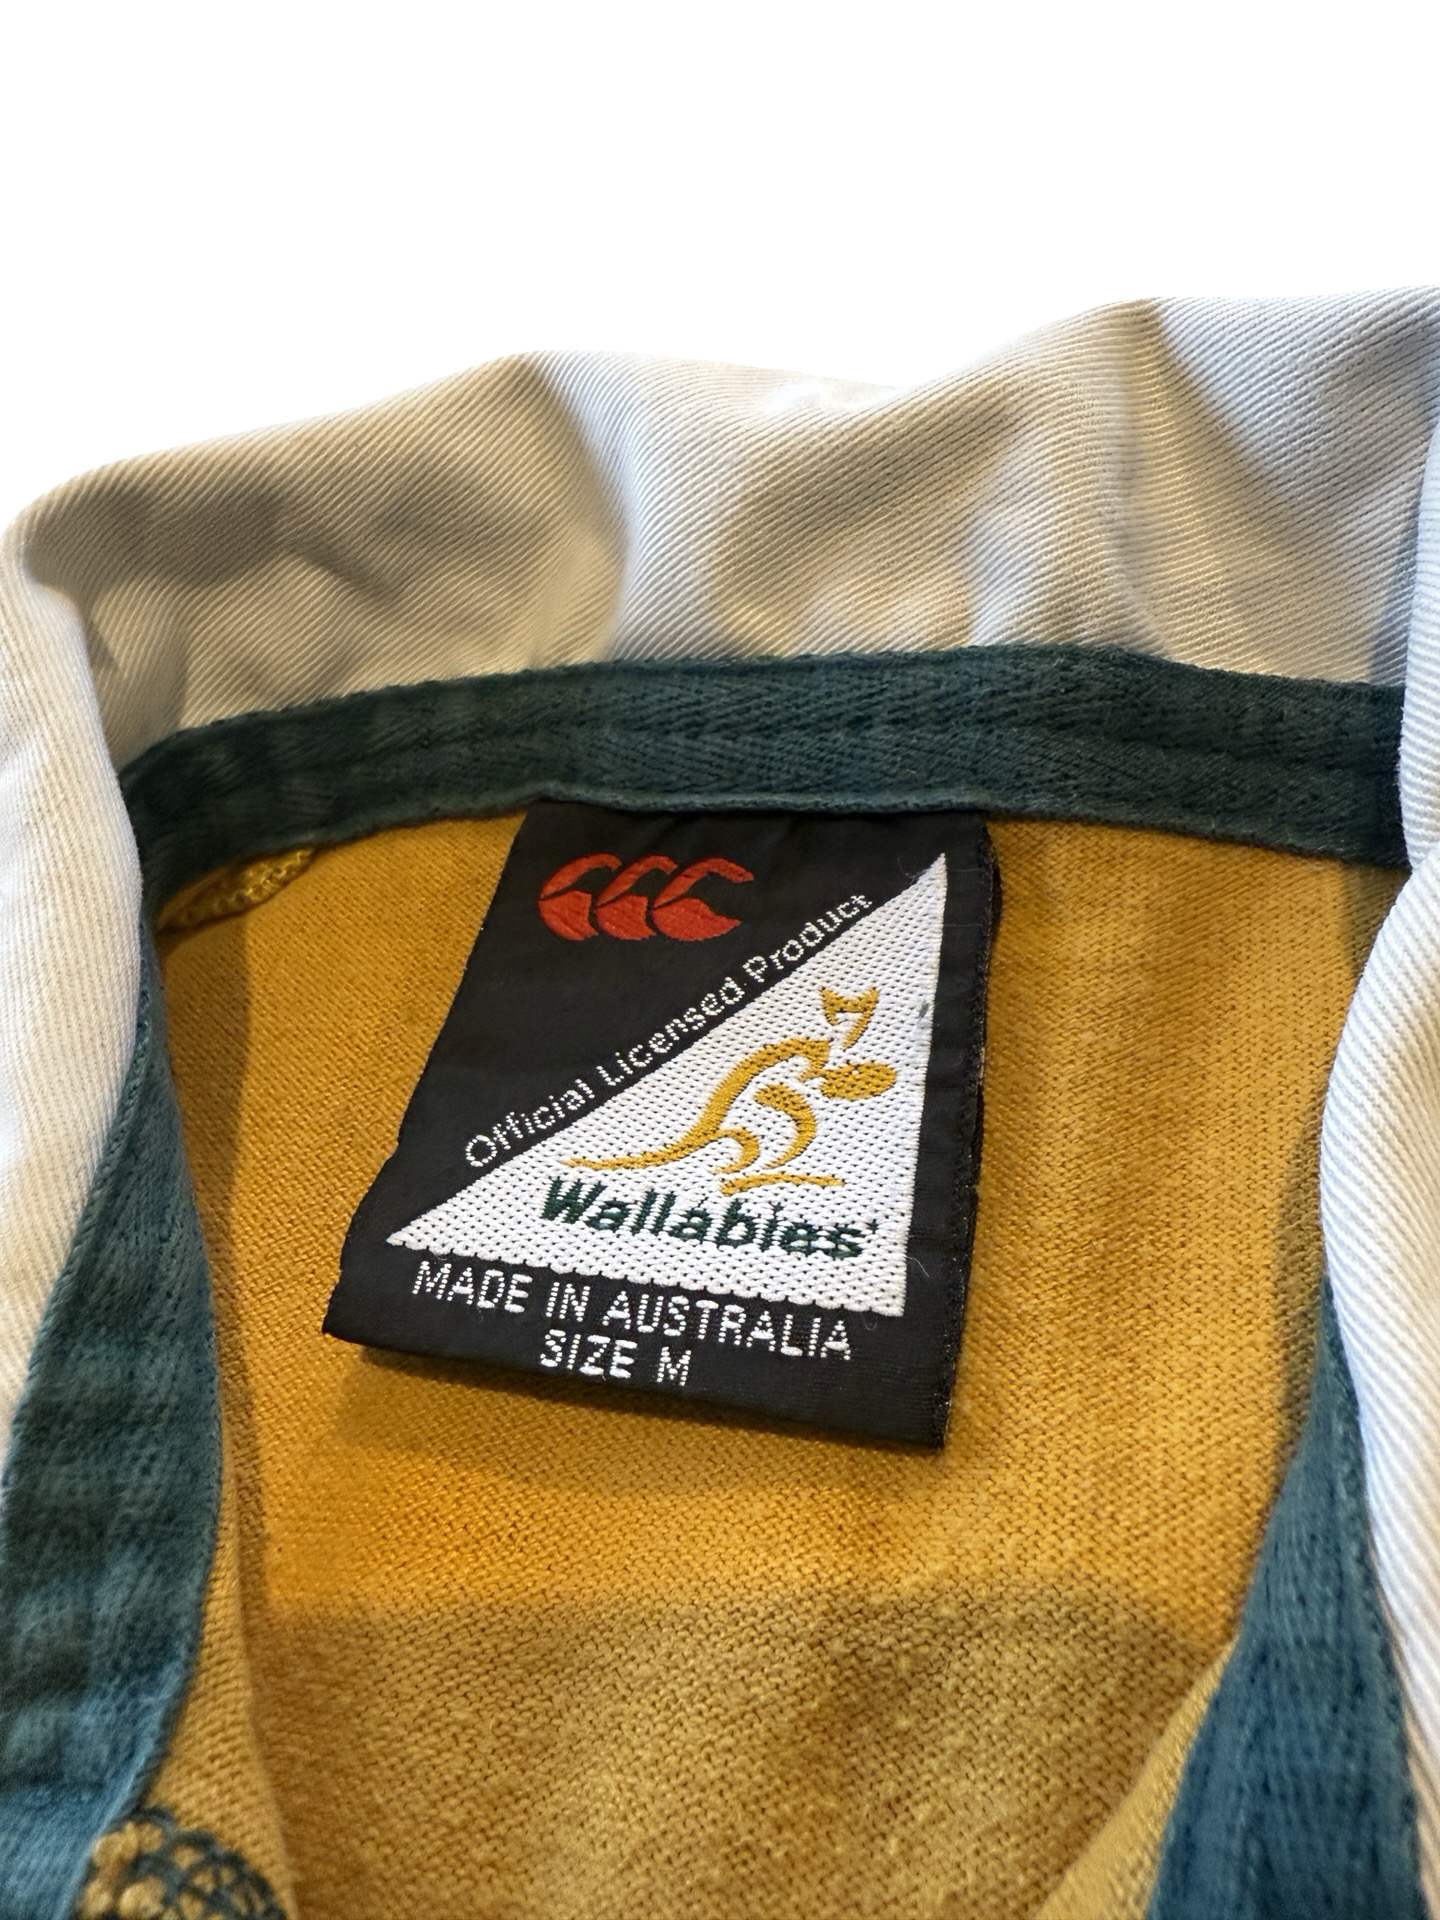 Official Licensed Product
Wallabies
MADE IN AUSTRALIA
SIZE M